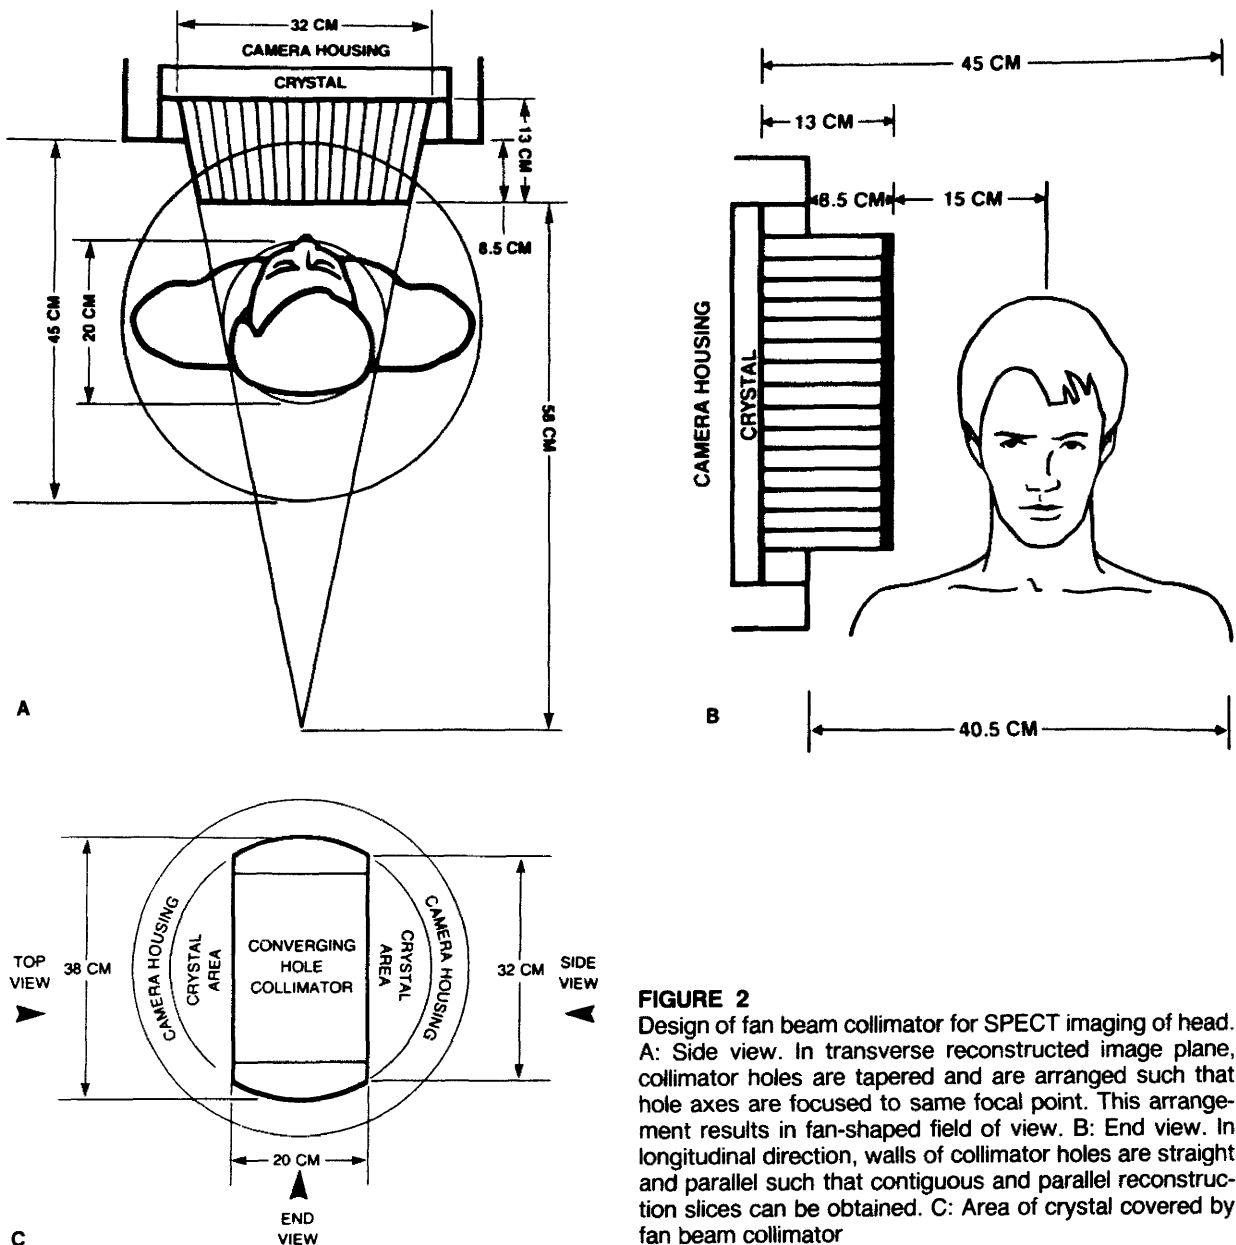 32 CM
CAMERA HOUSING
CRYSTAL
13 CM
8.5 CM
45 CM
20 CM
58 CM
A
45 CM
13 CM
8.5 CM
15 CM
CAMERA HOUSING
CRYSTAL
B
40.5 CM
TOP
VIEW
38 CM
CAMERA HOUSING
CRYSTAL
AREA
CONVERGING
HOLE
COLLIMATOR
CRYSTAL
AREA
CAMERA HOUSING
32 CM
SIDE
VIEW
20 CM
END
VIEW
C
FIGURE 2
Design of fan beam collimator for SPECT imaging of head.
A: Side view. In transverse reconstructed image plane,
collimator holes are tapered and are arranged such that
hole axes are focused to same focal point. This arrange-
ment results in fan-shaped field of view. B: End view. In
longitudinal direction, walls of collimator holes are straight
and parallel such that contiguous and parallel reconstruc-
tion slices can be obtained. C: Area of crystal covered by
fan beam collimator